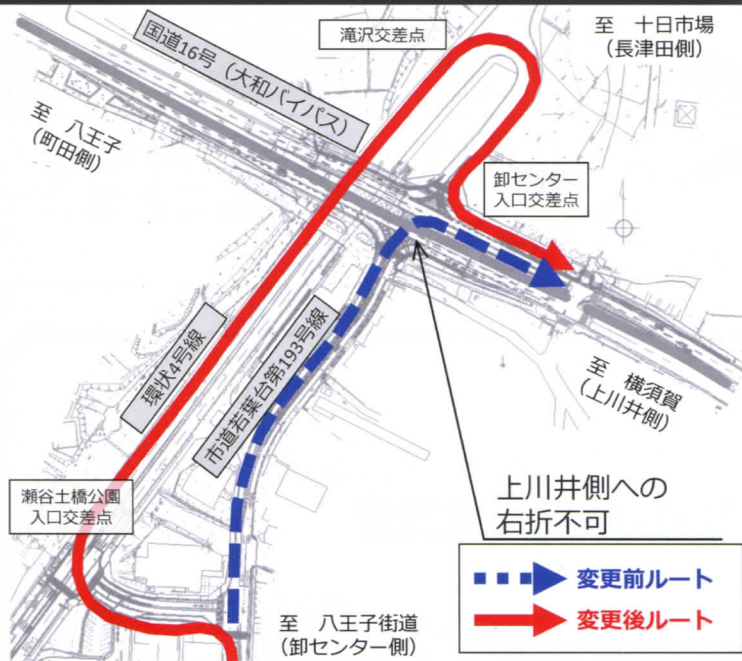 国道16号（大和バイパス）
滝沢交差点
至　十日市場
（長津田側）
至　八王子
（町田側）
卸センター
入口交差点
環状4号線
市道若葉台第193号線
至　横須賀
（上川井側）
瀬谷土橋公園
入口交差点
上川井側への
右折不可
変更前ルート
変更後ルート
至　八王子街道
（卸センター側）